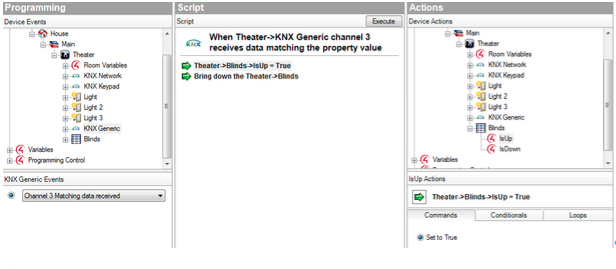 Programming
Device Events
House
Main
Theater
Room Variables
KNX Network
KNX Keypad
Light
Light 2
Light 3
KNX Generic
Blinds
Variables
Programming Control
KNX Generic Events
Channel 3 Matching data received
Script
Script
Execute
KNX
When Theater->KNX Generic channel 3
receives data matching the property value
Theater->Blinds->IsUp = True
Bring down the Theater->Blinds
Actions
Device Actions
Main
Theater
Room Variables
KNX Network
KNX Keypad
Light
Light 2
Light 3
KNX Generic
Blinds
IsUp
IsDown
Variables
IsUp Actions
Theater->Blinds->IsUp = True
Commands
Conditionals
Loops
Set to True